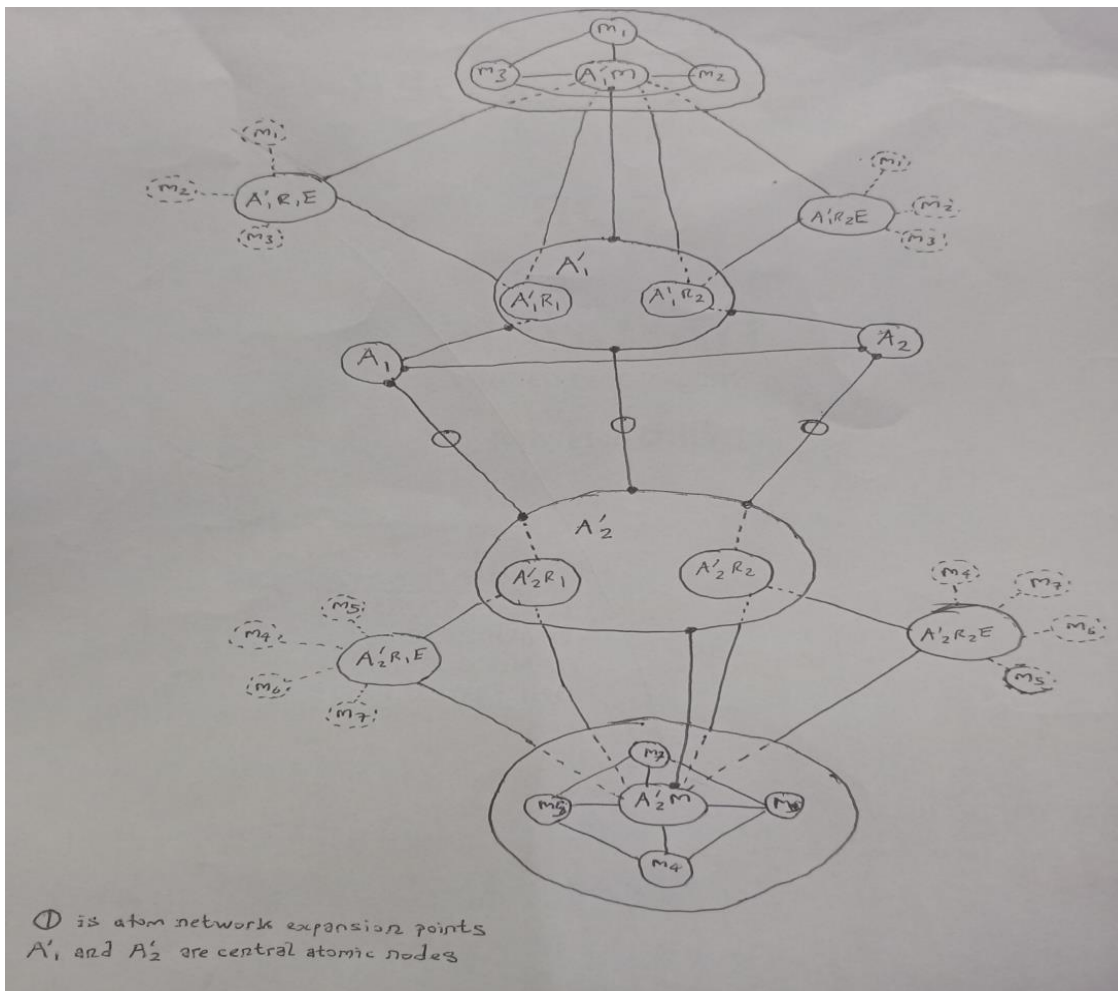 m₁
m₃ A'₁M m₂
m₁
m₂ A'₁R₁E
m₃
m₁
A'₁R₂E m₂
m₃
A'₁
A'₁R₁ A'₁R₂
A₁ A₂
A'₂
A'₂R₁ A'₂R₂
m₅
m₄ A'₂R₁E
m₆
m₇
m₄ m₇
A'₂R₂E m₆
m₅
m₇
m₅ A'₂M m₆
m₄
① is atom network expansion points
A'₁ and A'₂ are central atomic nodes